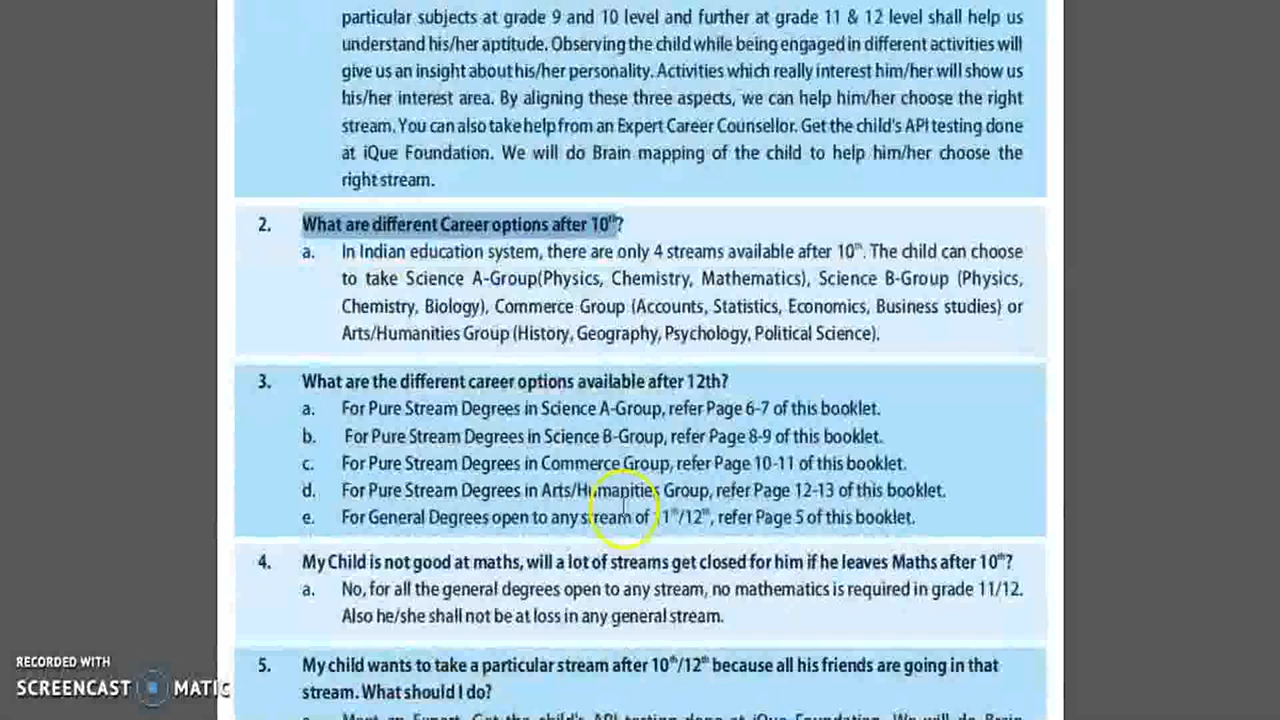 particular subjects at grade 9 and 10 level and further at grade 11 & 12 level shall help us
understand his/her aptitude. Observing the child while being engaged in different activities will
give us an insight about his/her personality. Activities which really interest him/her will show us
his/her interest area. By aligning these three aspects, we can help him/her choose the right
stream. You can also take help from an Expert Career Counsellor. Get the child's API testing done
at iQue Foundation. We will do Brain mapping of the child to help him/her choose the
right stream.
2. What are different Career options after 10th?
a. In Indian education system, there are only 4 streams available after 10th. The child can choose
to take Science A-Group(Physics, Chemistry, Mathematics), Science B-Group (Physics,
Chemistry, Biology), Commerce Group (Accounts, Statistics, Economics, Business studies) or
Arts/Humanities Group (History, Geography, Psychology, Political Science).
3. What are the different career options available after 12th?
a. For Pure Stream Degrees in Science A-Group, refer Page 6-7 of this booklet.
b. For Pure Stream Degrees in Science B-Group, refer Page 8-9 of this booklet.
c. For Pure Stream Degrees in Commerce Group, refer Page 10-11 of this booklet.
d. For Pure Stream Degrees in Arts/Humanities Group, refer Page 12-13 of this booklet.
e. For General Degrees open to any stream of 11th/12th, refer Page 5 of this booklet.
4. My Child is not good at maths, will a lot of streams get closed for him if he leaves Maths after 10th?
a. No, for all the general degrees open to any stream, no mathematics is required in grade 11/12.
Also he/she shall not be at loss in any general stream.
5. My child wants to take a particular stream after 10th/12th because all his friends are going in that
stream. What should I do?
a. Meet an Expert. Get the child's API testing done at iQue Foundation. We will do Brain
RECORDED WITH
SCREENCAST MATIC